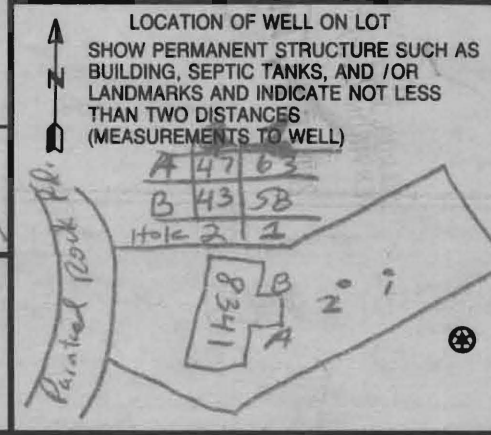 LOCATION OF WELL ON LOT
SHOW PERMANENT STRUCTURE SUCH AS
BUILDING, SEPTIC TANKS, AND /OR
LANDMARKS AND INDICATE NOT LESS
THAN TWO DISTANCES
(MEASUREMENTS TO WELL)
N
A 47 63
B 43 58
Hole 2 1
Painted Rock Rd.
8341
B
A
2
1